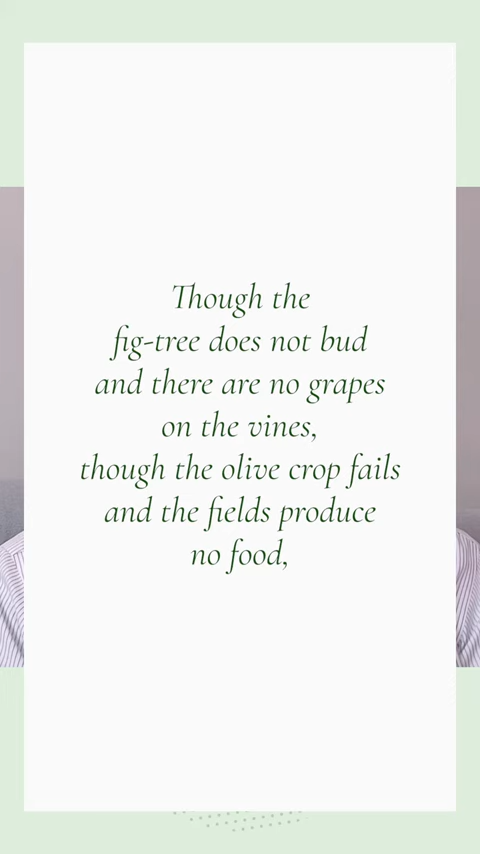 Though the
fig-tree does not bud
and there are no grapes
on the vines,
though the olive crop fails
and the fields produce
no food,